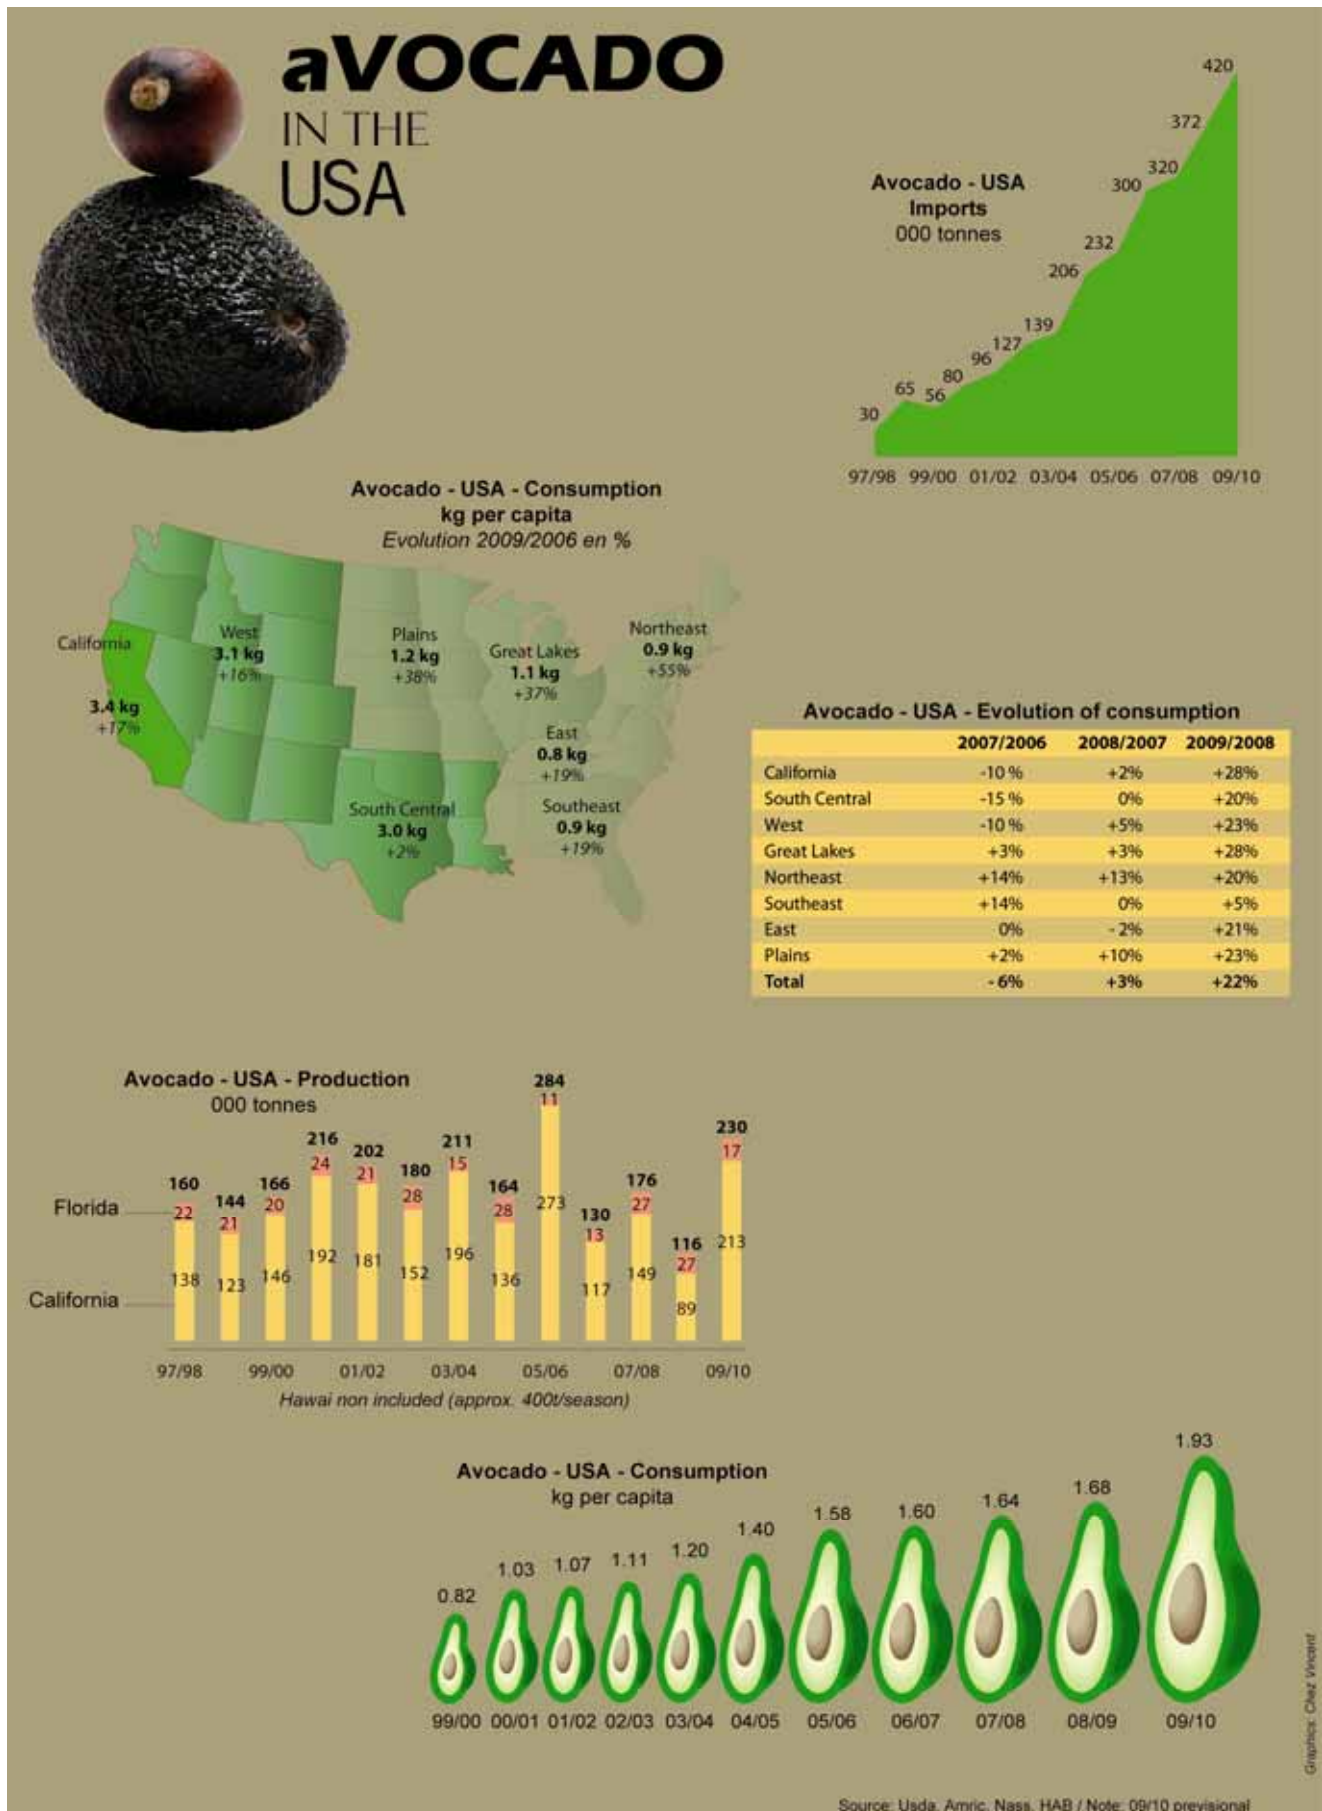 aVOCADO
IN THE
USA
420
372
320
300
232
206
139
127
96
80
65
56
30
Avocado - USA
Imports
000 tonnes
97/98 99/00 01/02 03/04 05/06 07/08 09/10
Avocado - USA - Consumption
kg per capita
Evolution 2009/2006 en %
California
3.4 kg
+17%
West
3.1 kg
+16%
Plains
1.2 kg
+38%
Great Lakes
1.1 kg
+37%
Northeast
0.9 kg
+55%
East
0.8 kg
+19%
South Central
3.0 kg
+2%
Southeast
0.9 kg
+19%
Avocado - USA - Evolution of consumption
2007/2006 2008/2007 2009/2008
California -10 % +2% +28%
South Central -15 % 0% +20%
West -10 % +5% +23%
Great Lakes +3% +3% +28%
Northeast +14% +13% +20%
Southeast +14% 0% +5%
East 0% - 2% +21%
Plains +2% +10% +23%
Total - 6% +3% +22%
Avocado - USA - Production
000 tonnes
160 144 166 216 202 180 211 164 284 130 176 116 230
Florida 22 21 20 24 21 28 15 28 11 13 27 27 17
California 138 123 146 192 181 152 196 136 273 117 149 89 213
97/98 99/00 01/02 03/04 05/06 07/08 09/10
Hawai non included (approx. 400t/season)
Avocado - USA - Consumption
kg per capita
0.82 1.03 1.07 1.11 1.20 1.40 1.58 1.60 1.64 1.68 1.93
99/00 00/01 01/02 02/03 03/04 04/05 05/06 06/07 07/08 08/09 09/10
Graphics: Chez Vincent
Source: Usda, Amric, Nass, HAB / Note: 09/10 previsional